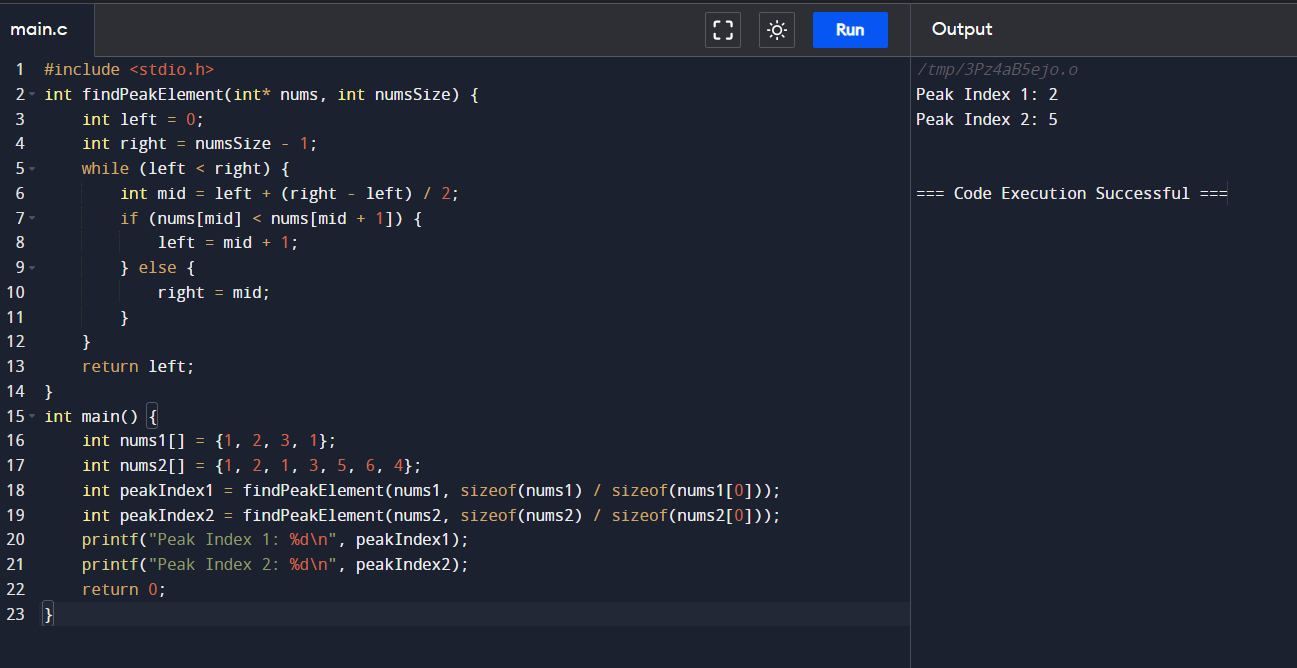 main.c
Run
Output
1 #include <stdio.h>
2 int findPeakElement(int* nums, int numsSize) {
3     int left = 0;
4     int right = numsSize - 1;
5     while (left < right) {
6         int mid = left + (right - left) / 2;
7         if (nums[mid] < nums[mid + 1]) {
8             left = mid + 1;
9         } else {
10             right = mid;
11         }
12     }
13     return left;
14 }
15 int main() {
16     int nums1[] = {1, 2, 3, 1};
17     int nums2[] = {1, 2, 1, 3, 5, 6, 4};
18     int peakIndex1 = findPeakElement(nums1, sizeof(nums1) / sizeof(nums1[0]));
19     int peakIndex2 = findPeakElement(nums2, sizeof(nums2) / sizeof(nums2[0]));
20     printf("Peak Index 1: %d\n", peakIndex1);
21     printf("Peak Index 2: %d\n", peakIndex2);
22     return 0;
23 }
/tmp/3Pz4aB5ejo.o
Peak Index 1: 2
Peak Index 2: 5
=== Code Execution Successful ===